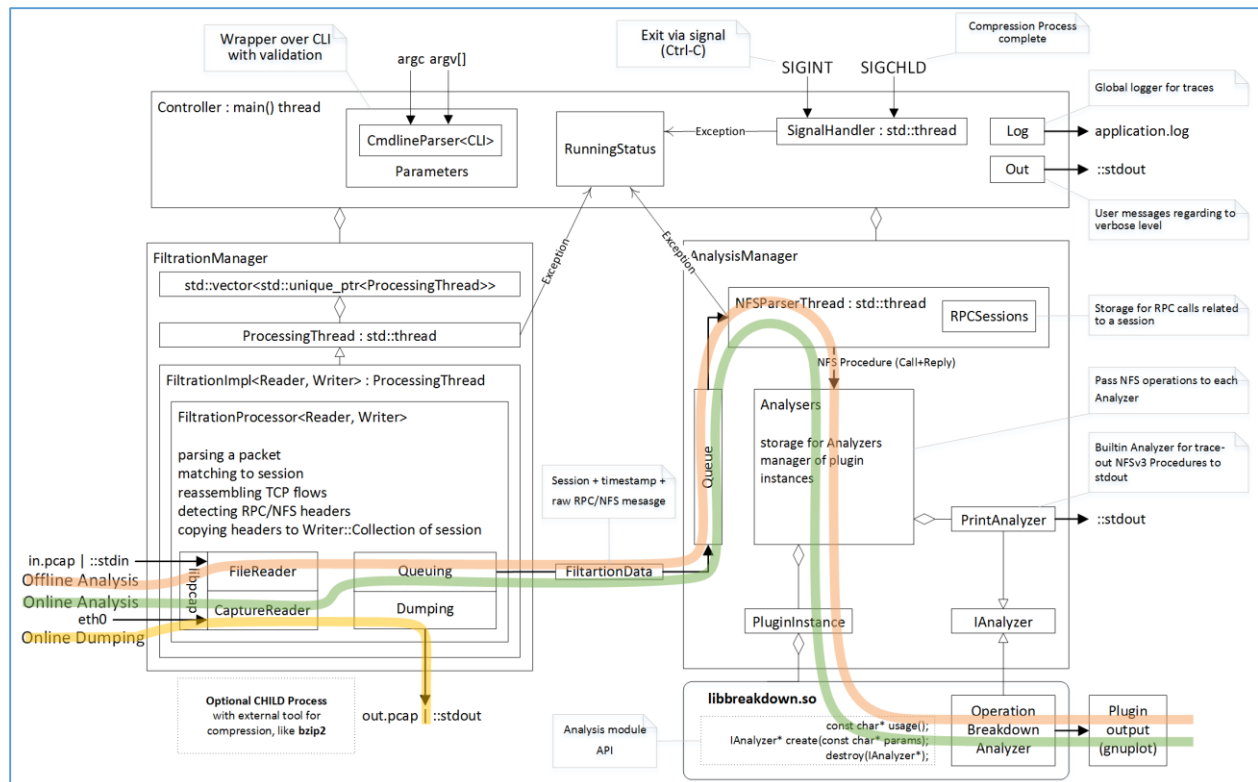 Wrapper over CLI
with validation
argc argv[]
Exit via signal
(Ctrl-C)
Compression Process
complete
SIGINT
SIGCHLD
Controller : main() thread
CmdlineParser<CLI>
Parameters
RunningStatus
Exception
SignalHandler : std::thread
Log
application.log
Out
::stdout
Global logger for traces
User messages regarding to
verbose level
Exception
Exception
FiltrationManager
std::vector<std::unique_ptr<ProcessingThread>>
ProcessingThread : std::thread
FiltrationImpl<Reader, Writer> : ProcessingThread
FiltrationProcessor<Reader, Writer>
parsing a packet
matching to session
reassembling TCP flows
detecting RPC/NFS headers
copying headers to Writer::Collection of session
in.pcap | ::stdin
Offline Analysis
Online Analysis
eth0
Online Dumping
libpcap
FileReader
CaptureReader
Queuing
Dumping
Optional CHILD Process
with external tool for
compression, like bzip2
out.pcap | ::stdout
Session + timestamp +
raw RPC/NFS mesasge
FiltartionData
Queue
AnalysisManager
NFSParserThread : std::thread
RPCSessions
Storage for RPC calls related
to a session
NFS Procedure (Call+Reply)
Analysers
storage for Analyzers
manager of plugin
instances
Pass NFS operations to each
Analyzer
Builtin Analyzer for trace-
out NFSv3 Procedures to
stdout
PrintAnalyzer
::stdout
PluginInstance
IAnalyzer
libbreakdown.so
Analysis module
API
const char* usage();
IAnalyzer* create(const char* params);
destroy(IAnalyzer*);
Operation
Breakdown
Analyzer
Plugin
output
(gnuplot)